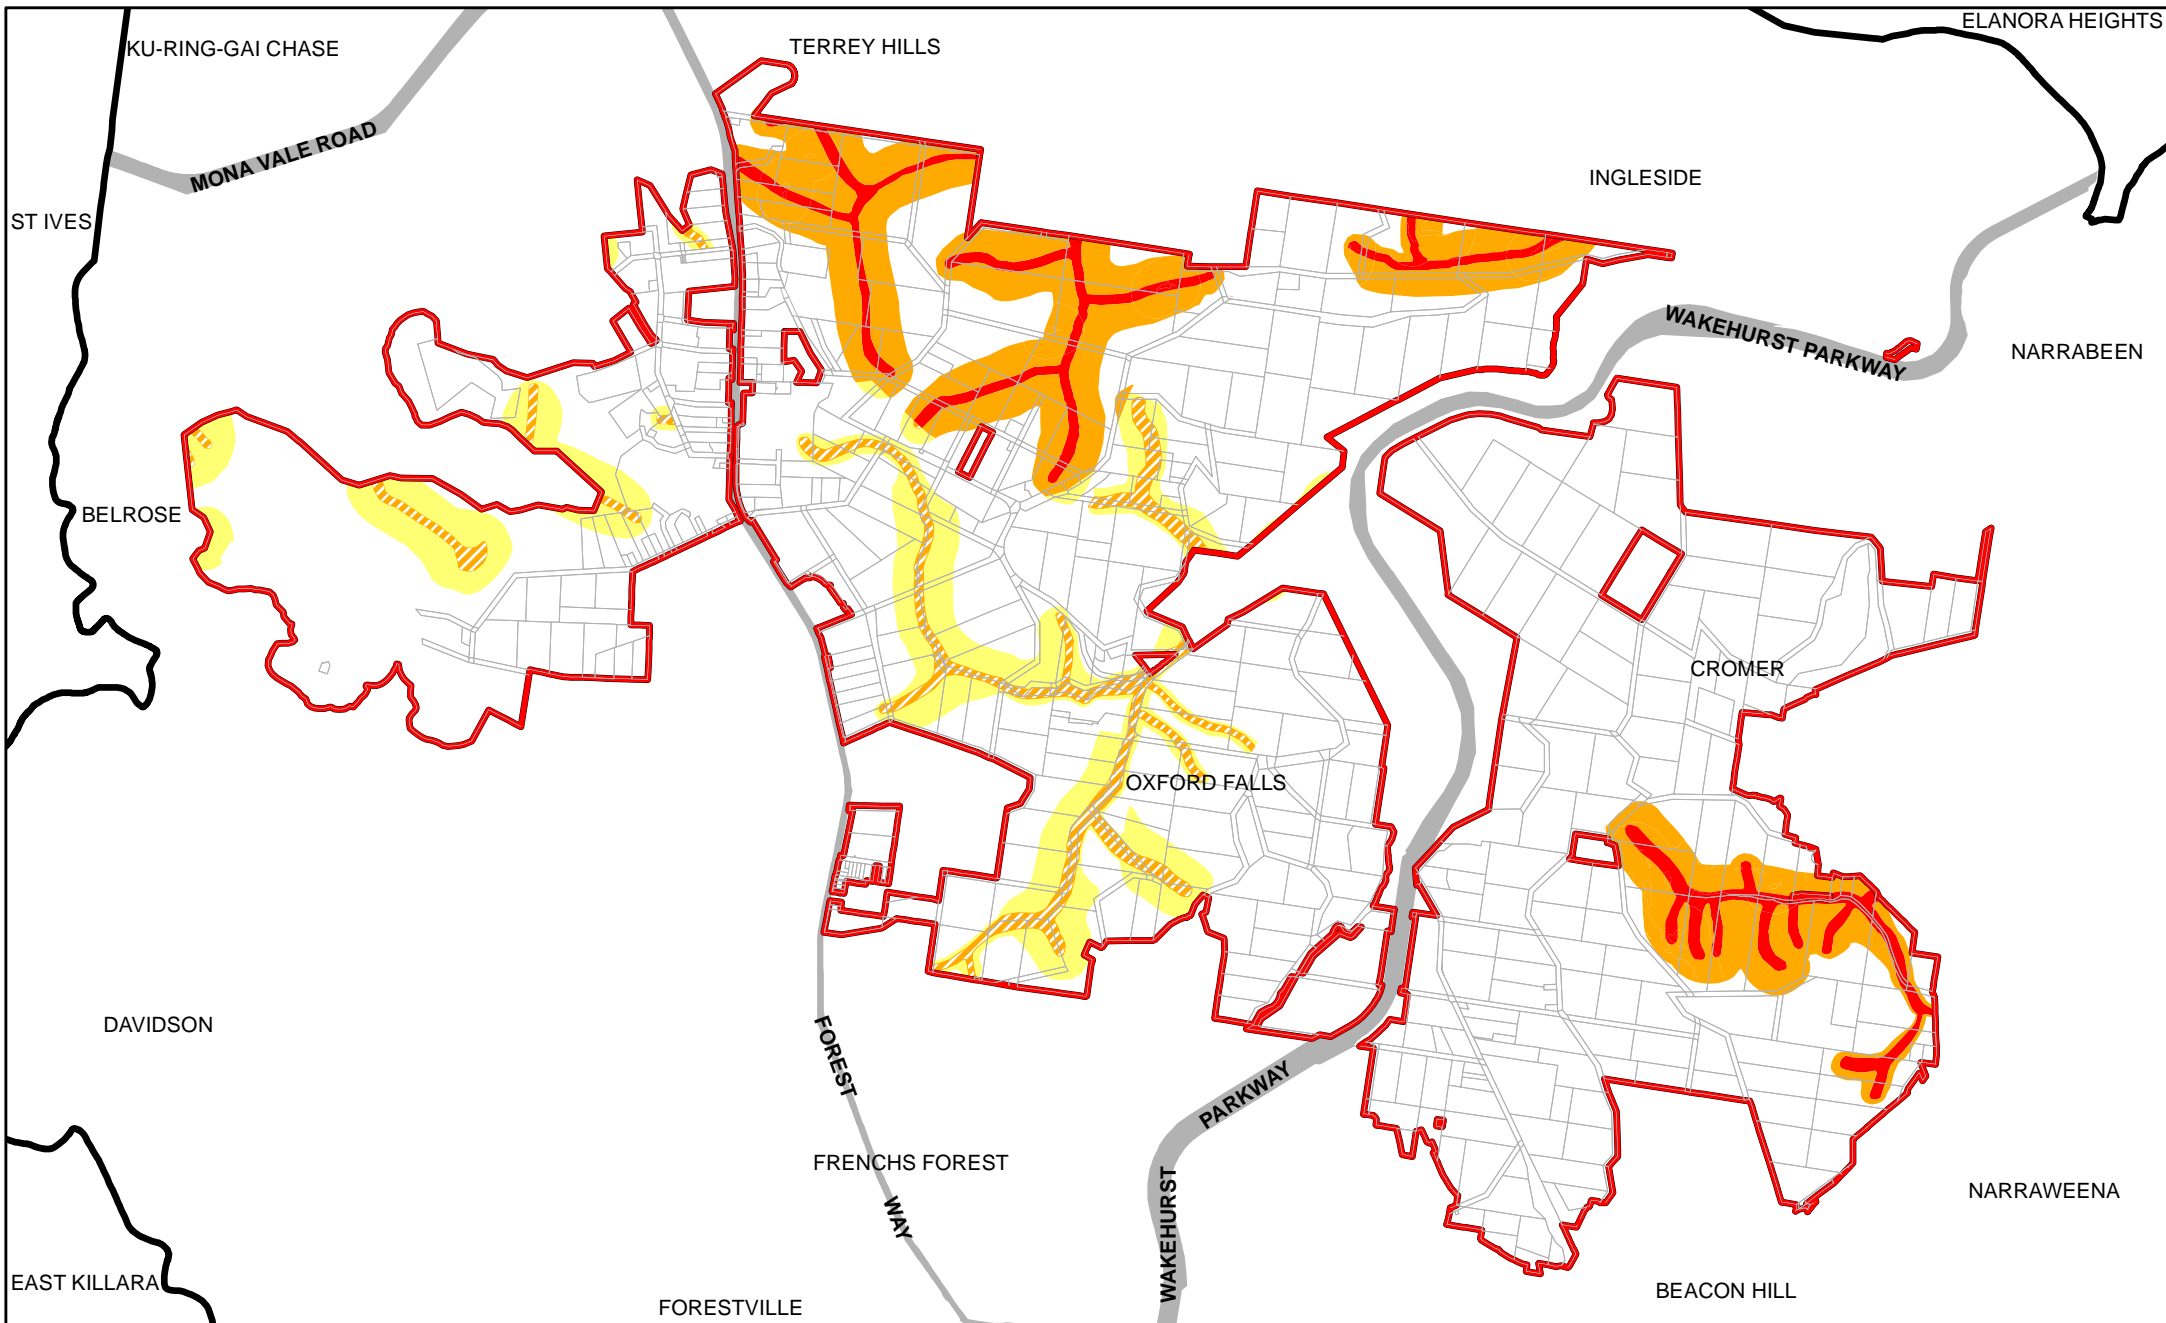 ELANORA HEIGHTS
KU-RING-GAI CHASE
TERREY HILLS
MONA VALE ROAD
INGLESIDE
ST IVES
WAKEHURST PARKWAY
NARRABEEN
BELROSE
CROMER
OXFORD FALLS
DAVIDSON
FOREST
PARKWAY
FRENCHS FOREST
WAY
WAKEHURST
NARRAWEENA
EAST KILLARA
BEACON HILL
FORESTVILLE